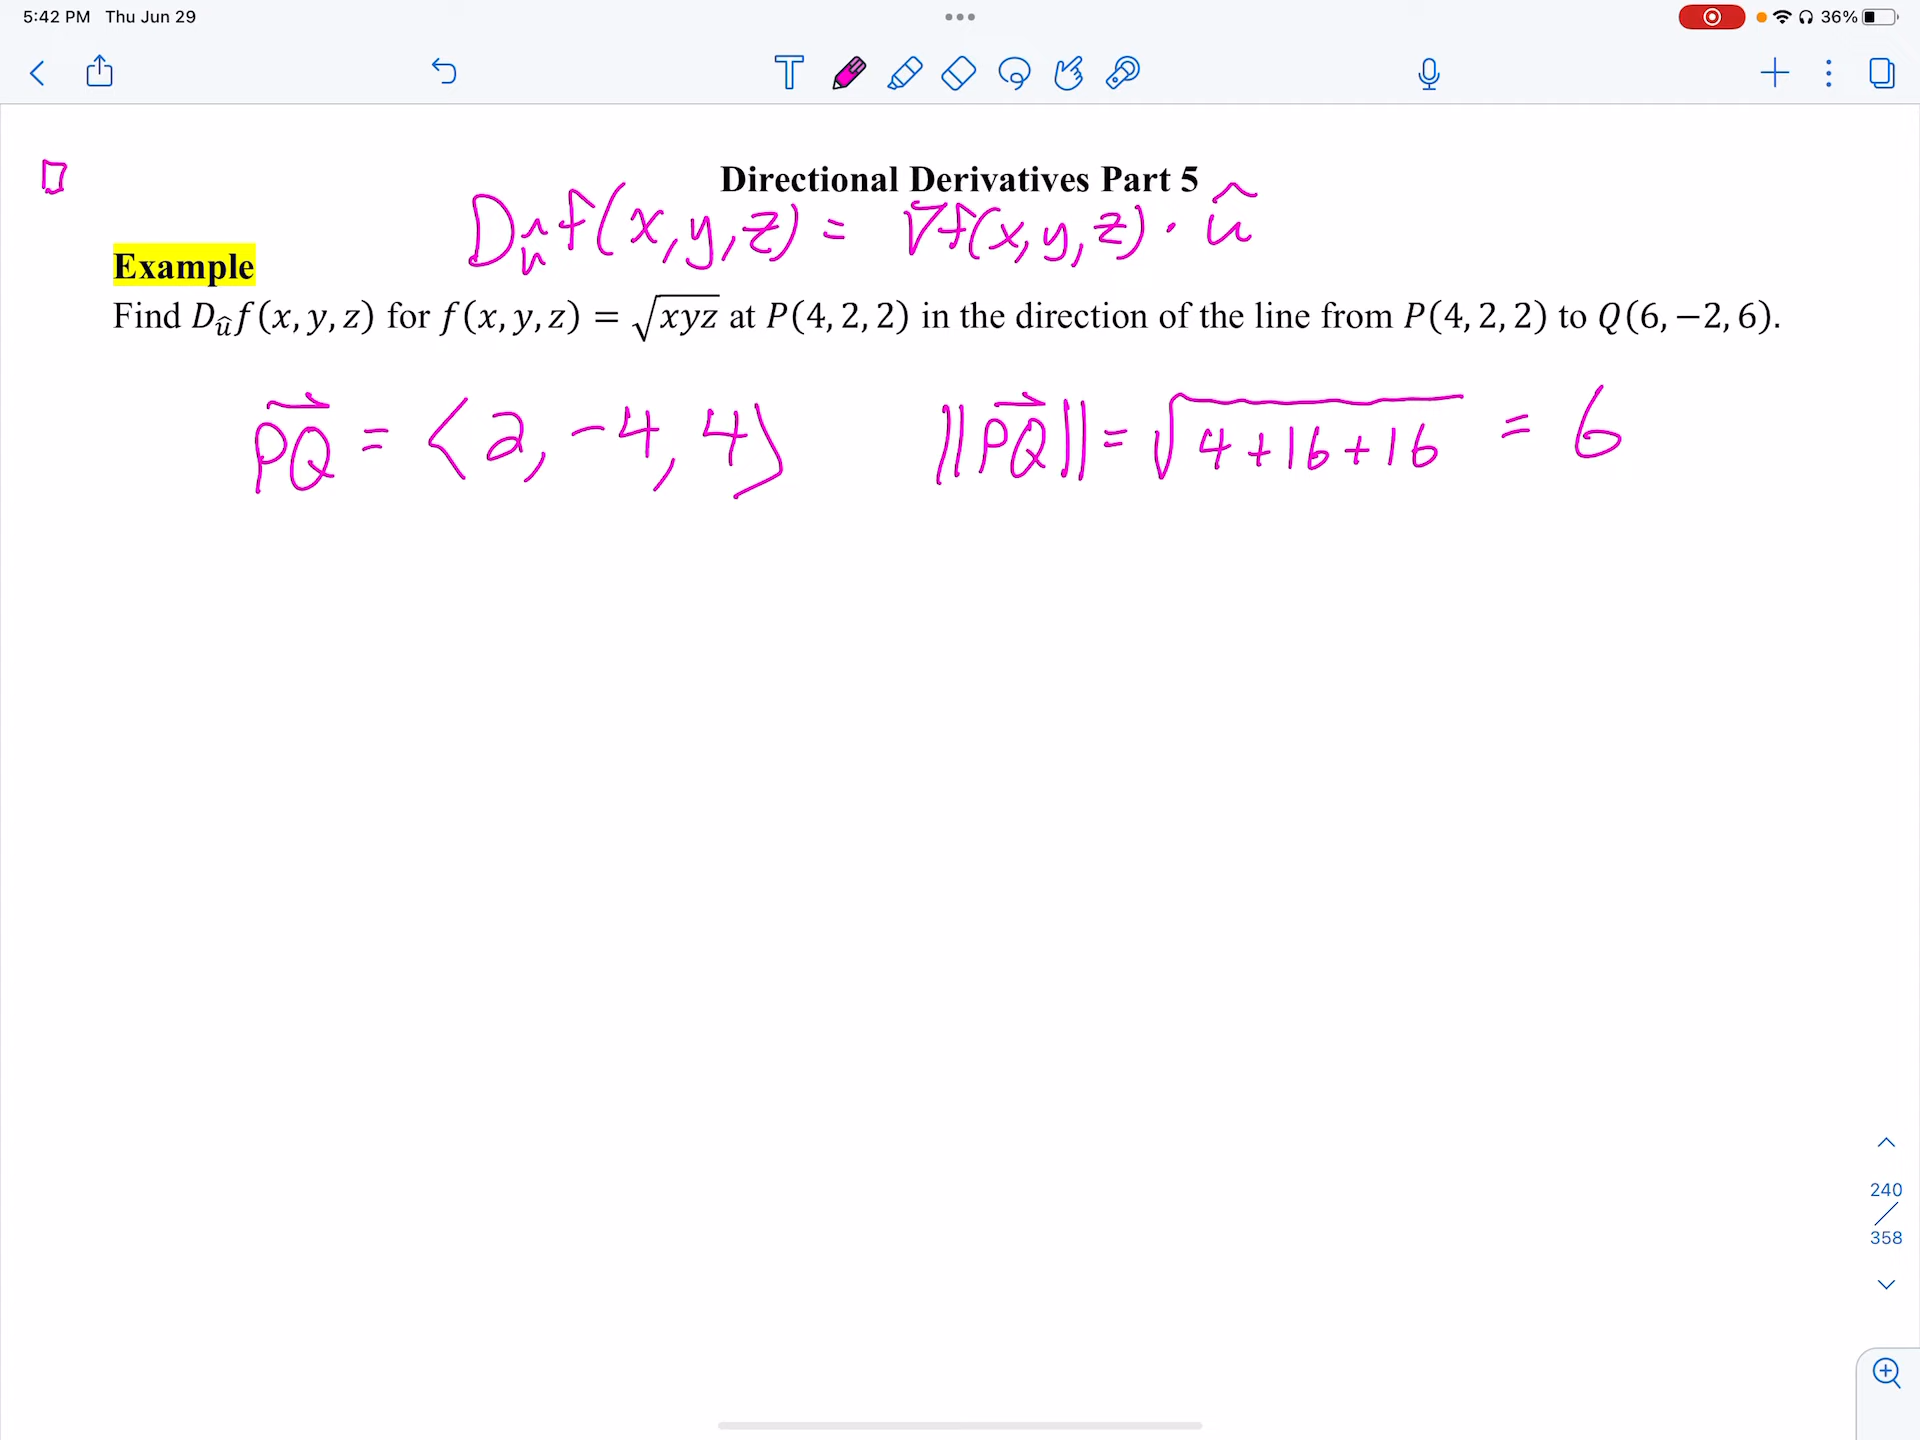 5:42 PM Thu Jun 29
36%
Directional Derivatives Part 5
D_û f(x,y,z) = ∇f(x,y,z) · û
Example
Find D_û f(x, y, z) for f(x, y, z) = √(xyz) at P(4, 2, 2) in the direction of the line from P(4, 2, 2) to Q(6, −2, 6).
PQ⃗ = ⟨2, -4, 4⟩ ||PQ⃗|| = √(4+16+16) = 6
240
/
358